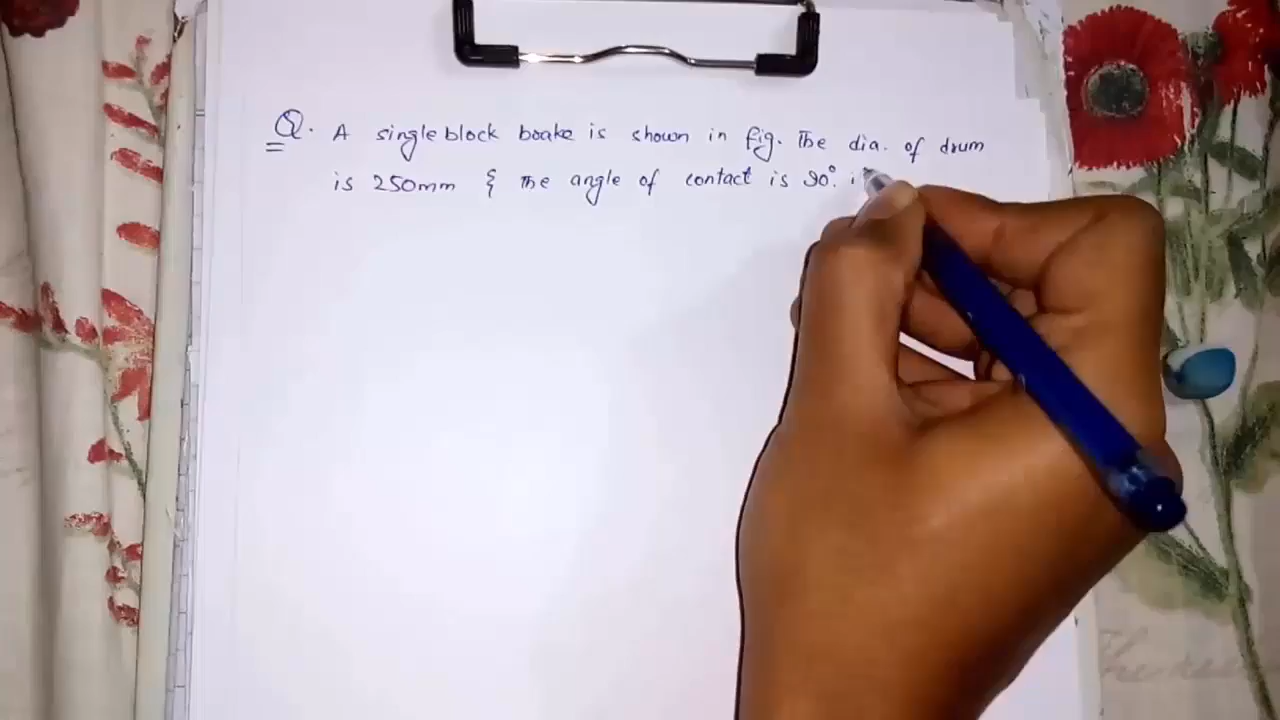 Q. A single block brake is shown in fig. The dia. of drum
is 250mm & the angle of contact is 90°. if